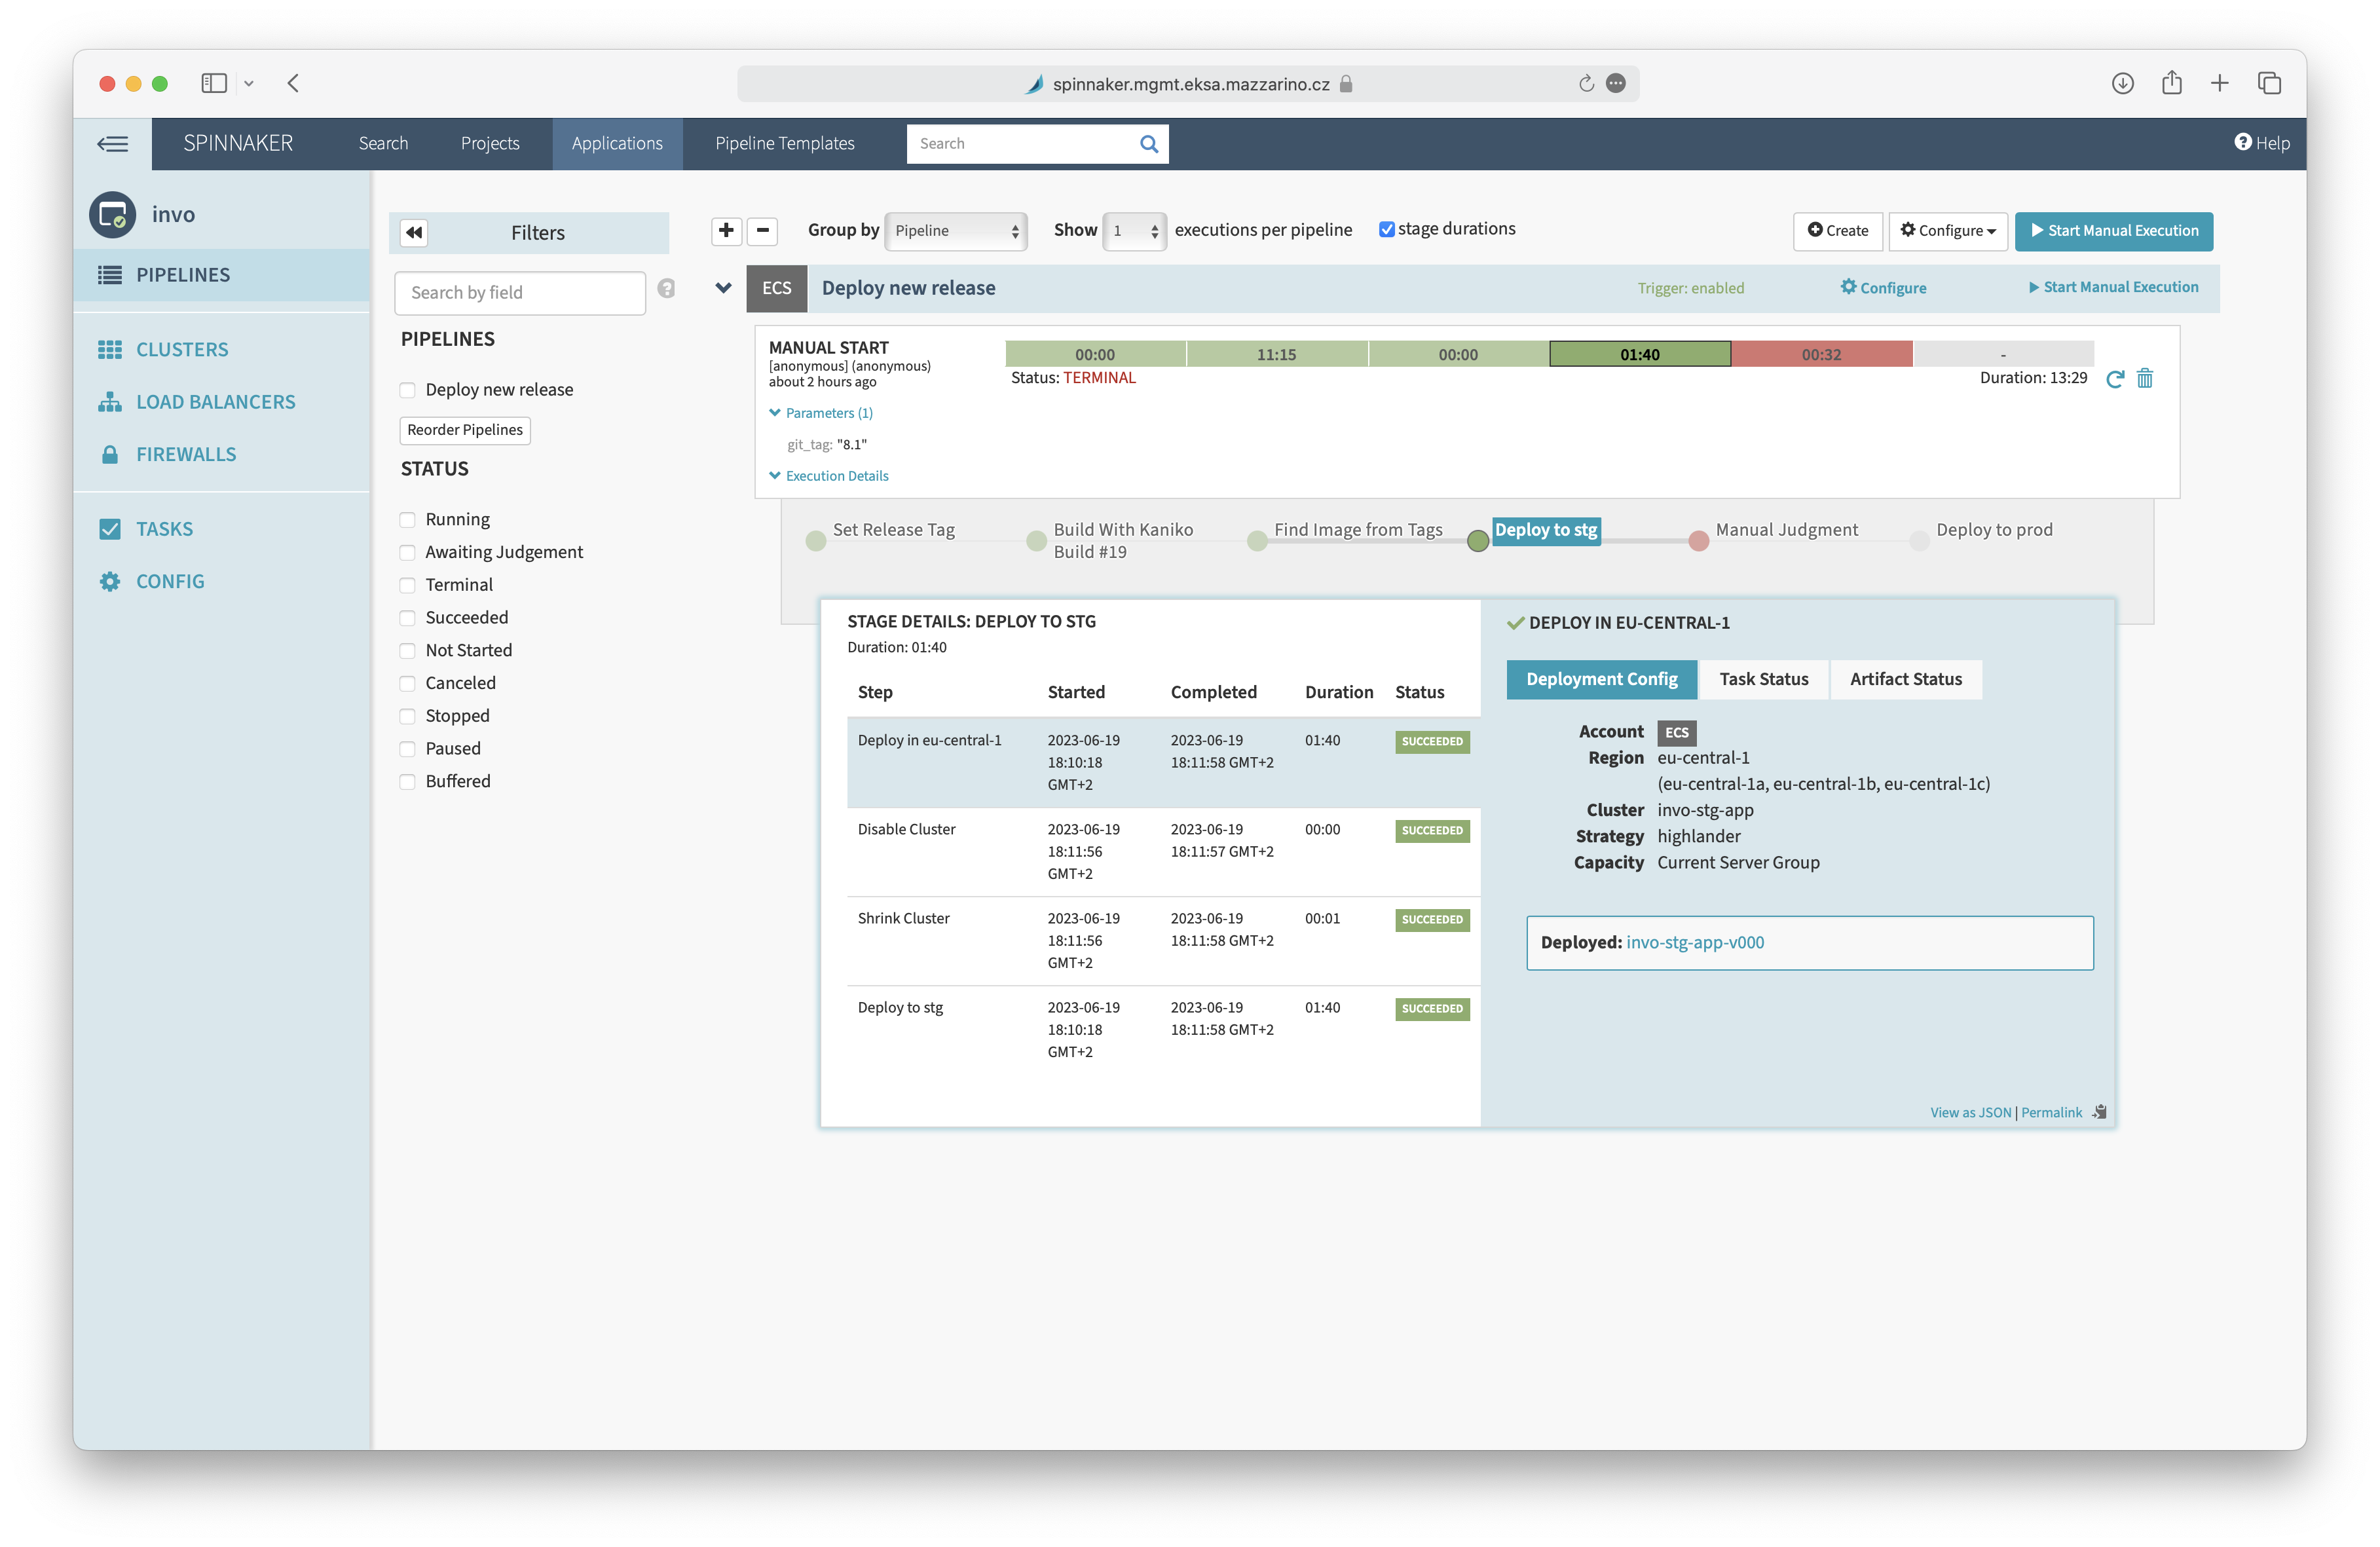 spinnaker.mgmt.eksa.mazzarino.cz
SPINNAKER
Search
Projects
Applications
Pipeline Templates
Search
Help
invo
PIPELINES
CLUSTERS
LOAD BALANCERS
FIREWALLS
TASKS
CONFIG
Filters
Search by field
PIPELINES
Deploy new release
Reorder Pipelines
STATUS
Running
Awaiting Judgement
Terminal
Succeeded
Not Started
Canceled
Stopped
Paused
Buffered
Group by Pipeline Show 1 executions per pipeline stage durations
Create
Configure
Start Manual Execution
ECS Deploy new release
Trigger: enabled
Configure
Start Manual Execution
MANUAL START
[anonymous] (anonymous)
about 2 hours ago
00:00 11:15 00:00 01:40 00:32 -
Status: TERMINAL
Duration: 13:29
Parameters (1)
git_tag: "8.1"
Execution Details
Set Release Tag
Build With Kaniko
Build #19
Find Image from Tags
Deploy to stg
Manual Judgment
Deploy to prod
STAGE DETAILS: DEPLOY TO STG
Duration: 01:40
Step Started Completed Duration Status
Deploy in eu-central-1 2023-06-19 2023-06-19 01:40 SUCCEEDED
18:10:18 18:11:58 GMT+2
GMT+2
Disable Cluster 2023-06-19 2023-06-19 00:00 SUCCEEDED
18:11:56 18:11:57 GMT+2
GMT+2
Shrink Cluster 2023-06-19 2023-06-19 00:01 SUCCEEDED
18:11:56 18:11:58 GMT+2
GMT+2
Deploy to stg 2023-06-19 2023-06-19 01:40 SUCCEEDED
18:10:18 18:11:58 GMT+2
GMT+2
DEPLOY IN EU-CENTRAL-1
Deployment Config
Task Status
Artifact Status
Account ECS
Region eu-central-1
(eu-central-1a, eu-central-1b, eu-central-1c)
Cluster invo-stg-app
Strategy highlander
Capacity Current Server Group
Deployed: invo-stg-app-v000
View as JSON | Permalink